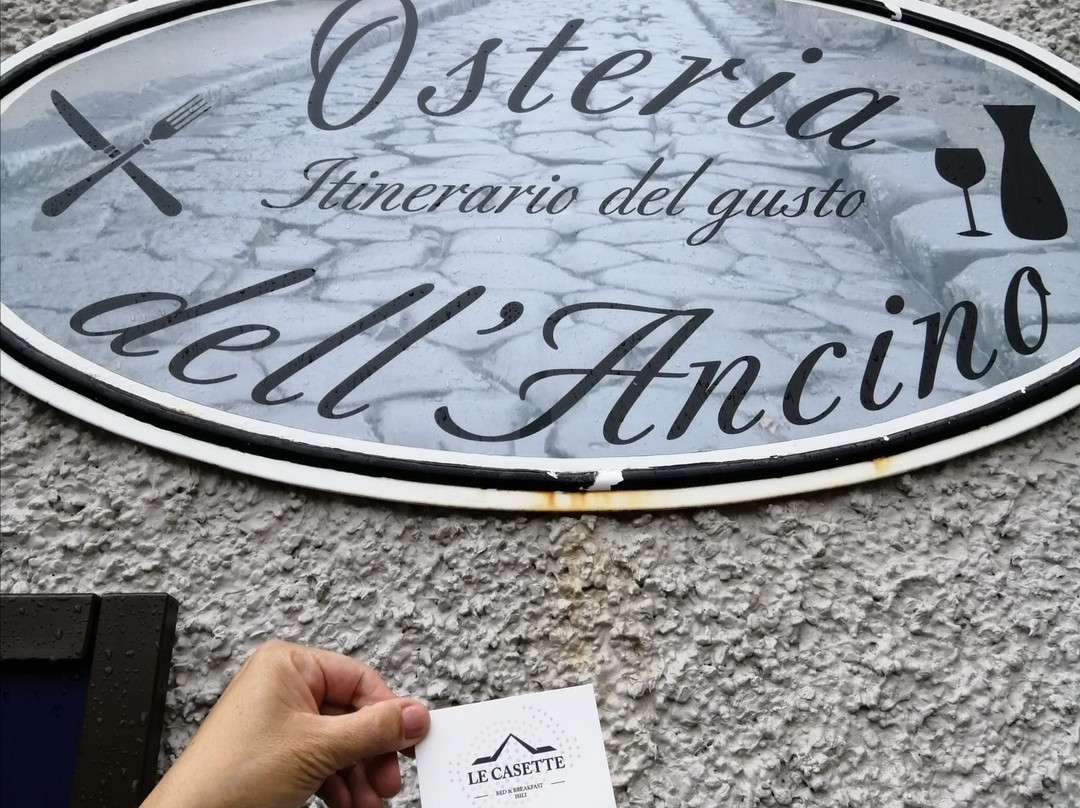 Osteria
Itinerario del gusto
dell'Ancino
LE CASETTE
BED & BREAKFAST